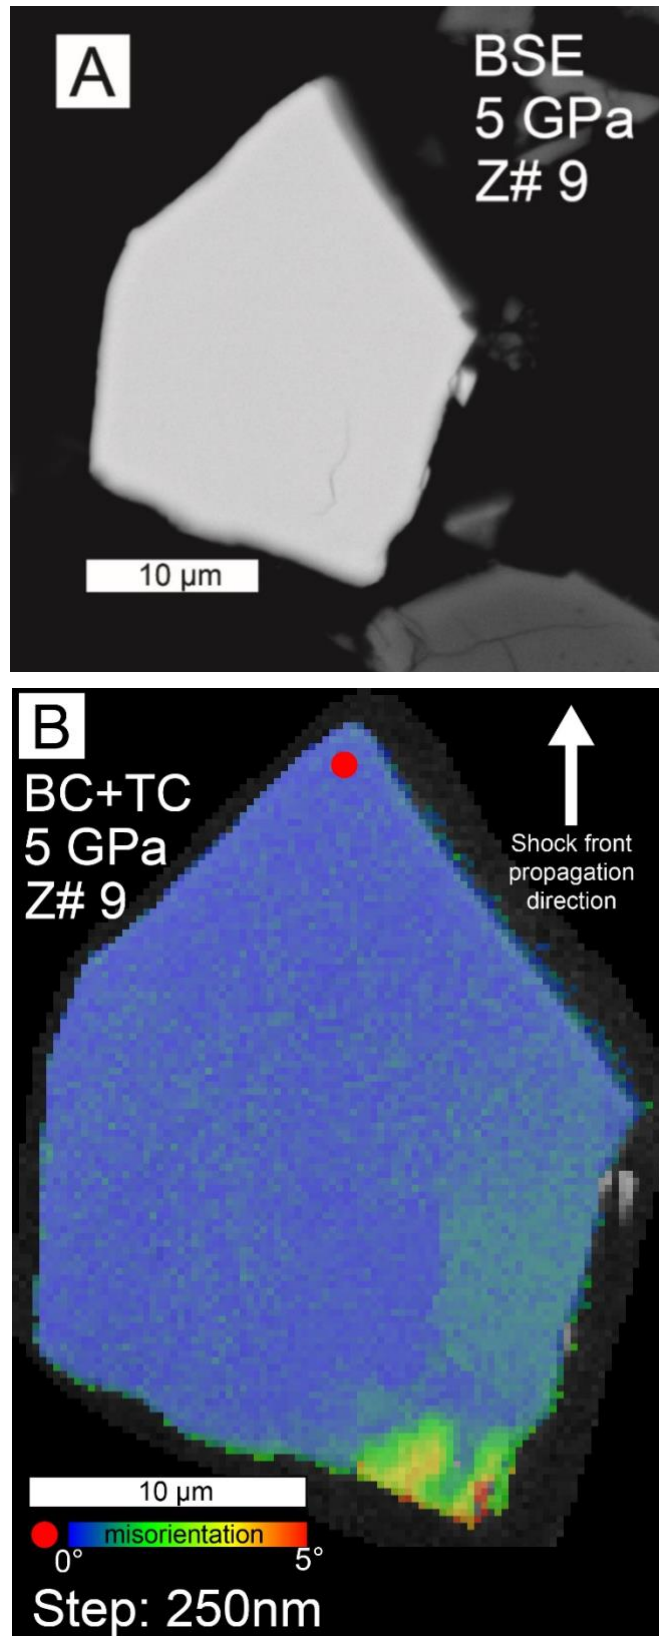 A
BSE
5 GPa
Z# 9
10 µm
B
BC+TC
5 GPa
Z# 9
Shock front
propagation
direction
10 µm
misorientation
0°
5°
Step: 250nm